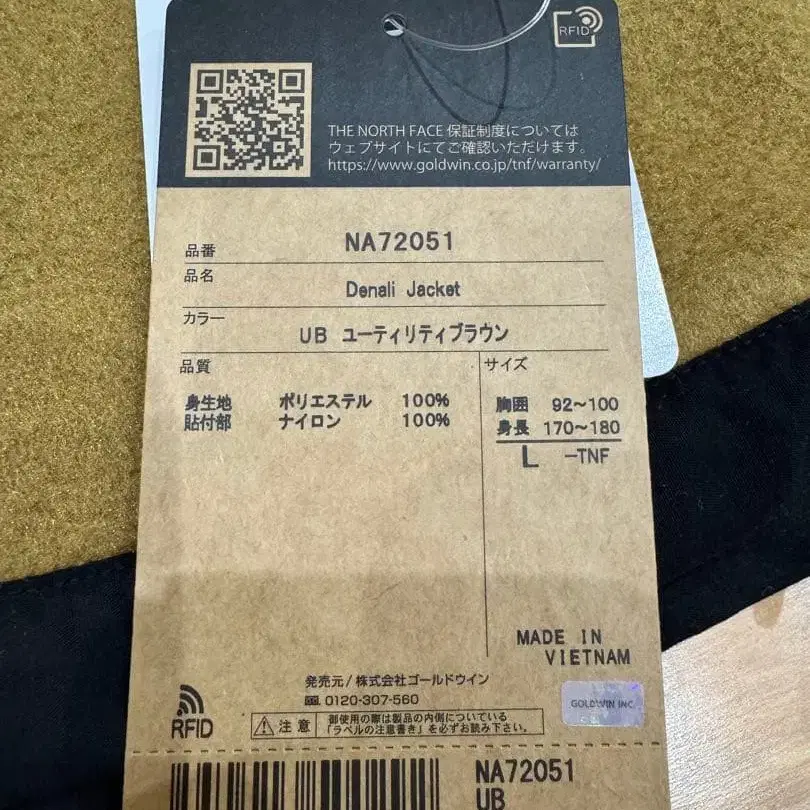 RFID
THE NORTH FACE 保証制度については
ウェブサイトにてご確認いただけます。
https://www.goldwin.co.jp/tnf/warranty/
品番 NA72051
品名 Denali Jacket
カラー UB ユーティリティブラウン
品質
身生地 ポリエステル 100%
貼付部 ナイロン 100%
サイズ
胸囲 92~100
身長 170~180
L -TNF
MADE IN
VIETNAM
発売元/株式会社ゴールドウイン
0120-307-560
GOLDWIN INC.
RFID
注意
御使用の際は製品の内側についている
「ラベルの注意書き」を必ずお読み下さい。
NA72051
UB